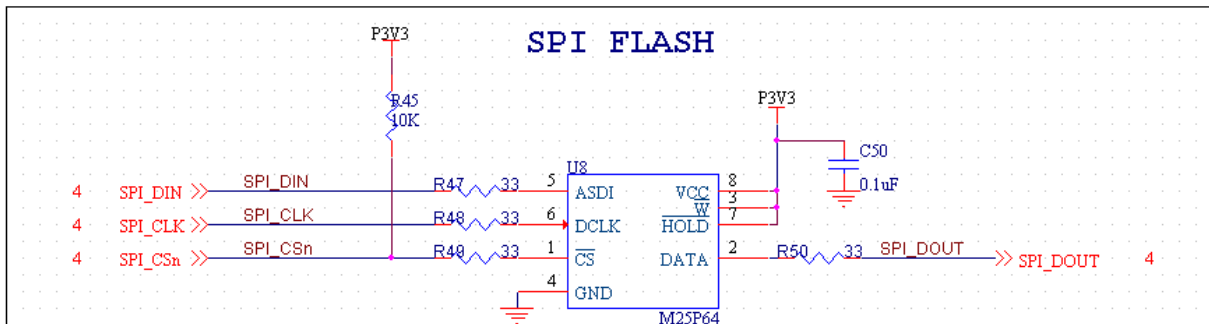 SPI FLASH
P3V3
R45
10K
P3V3
C50
0.1uF
U8
4 SPI_DIN SPI_DIN R47 33 5 ASDI VCC 8
W 3
4 SPI_CLK SPI_CLK R48 33 6 DCLK HOLD 7
4 SPI_CSn SPI_CSn R49 33 1 CS DATA 2 R50 33 SPI_DOUT SPI_DOUT 4
4 GND
M25P64